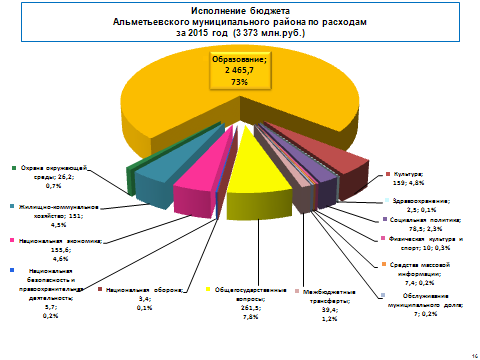 Исполнение бюджета
Альметьевского муниципального района по расходам
за 2015 год (3 373 млн.руб.)
Образование;
2 465,7
73%
Охрана окружающей
среды; 26,2;
0,7%
Жилищно-коммунальное
хозяйство; 151;
4,5%
Национальная экономика;
155,6;
4,6%
Национальная
безопасность и
правоохранительная
деятельность;
5,7;
0,2%
Национальная оборона;
3,4;
0,1%
Общегосударственные
вопросы;
261,5;
7,8%
Межбюджетные
трансферты;
39,4;
1,2%
Культура;
159; 4,8%
Здравоохранение;
2,5; 0,1%
Социальная политика;
78,5; 2,3%
Физическая культура и
спорт; 10; 0,3%
Средства массовой
информации;
7,4; 0,2%
Обслуживание
муниципального долга;
7; 0,2%